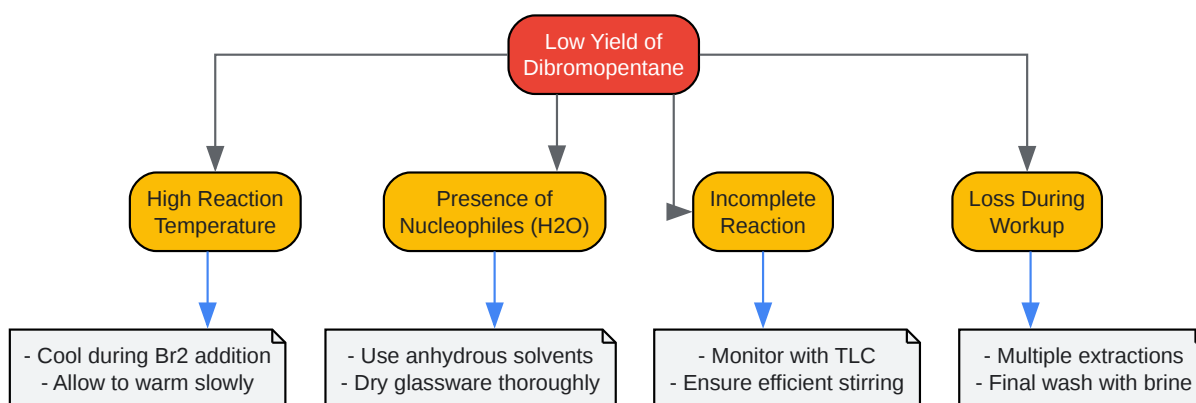 Low Yield of
Dibromopentane
High Reaction
Temperature
Presence of
Nucleophiles (H2O)
Incomplete
Reaction
Loss During
Workup
- Cool during Br2 addition
- Allow to warm slowly
- Use anhydrous solvents
- Dry glassware thoroughly
- Monitor with TLC
- Ensure efficient stirring
- Multiple extractions
- Final wash with brine